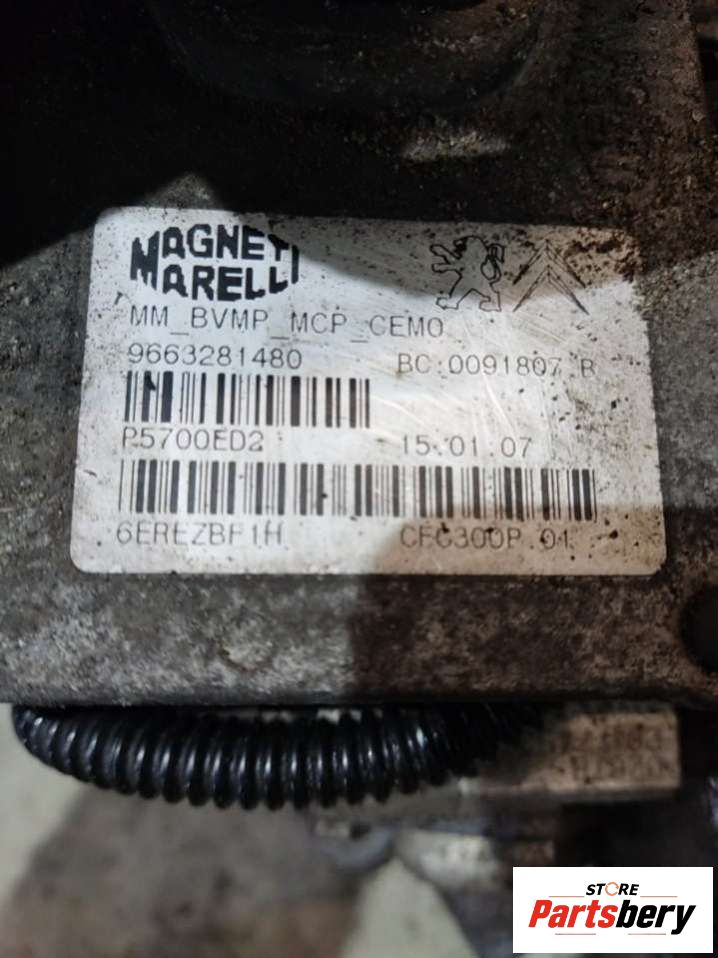 MAGNETI
MARELLI
MM_BVMP_MCP_CEMO
9663281480 BC:0091807 B
P5700ED2 15.01.07
6EREZBF1H CFC300P.01
STORE
Partsbery